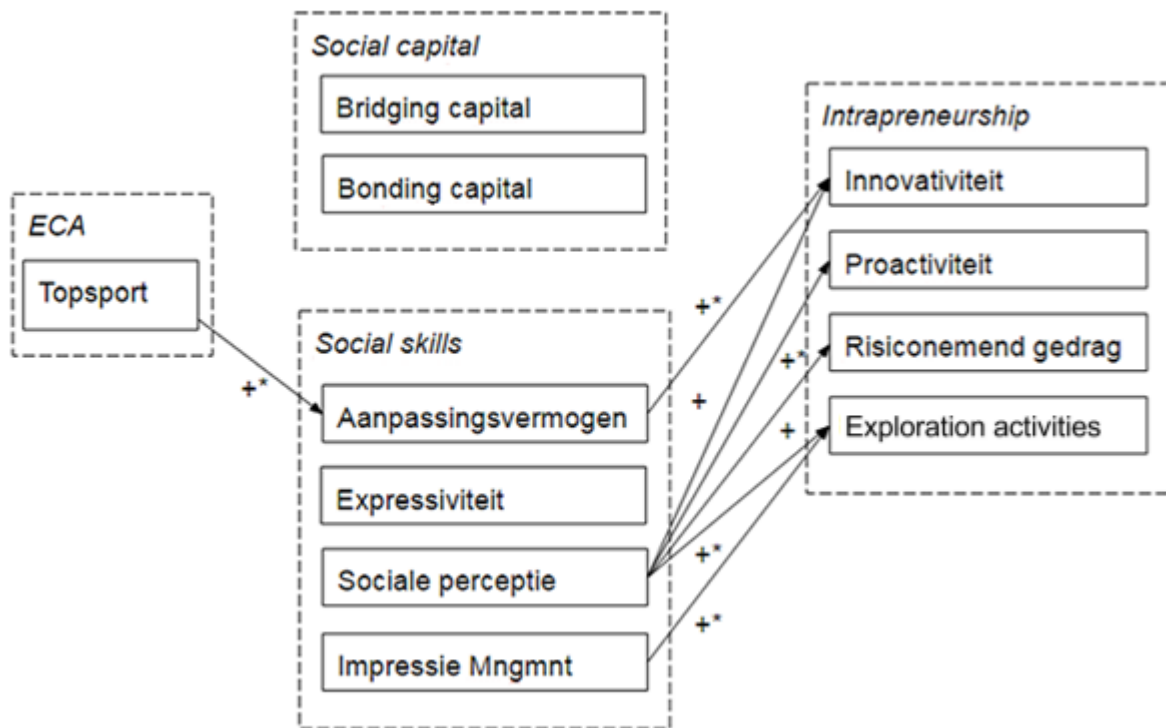 Social capital
Bridging capital
Bonding capital
ECA
Topsport
+*
Social skills
Aanpassingsvermogen
Expressiviteit
Sociale perceptie
Impressie Mngmnt
+*
+
+*
+
+*
+*
Intrapreneurship
Innovativiteit
Proactiviteit
Risiconemend gedrag
Exploration activities